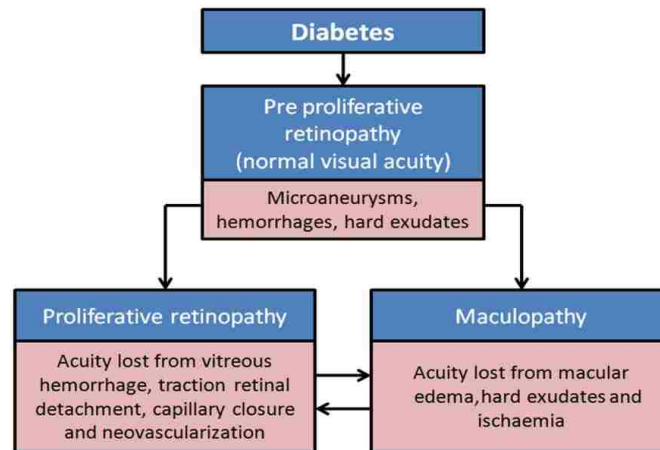 Diabetes
Pre proliferative
retinopathy
(normal visual acuity)
Microaneurysms,
hemorrhages, hard exudates
Proliferative retinopathy
Acuity lost from vitreous
hemorrhage, traction retinal
detachment, capillary closure
and neovascularization
Maculopathy
Acuity lost from macular
edema, hard exudates and
ischaemia